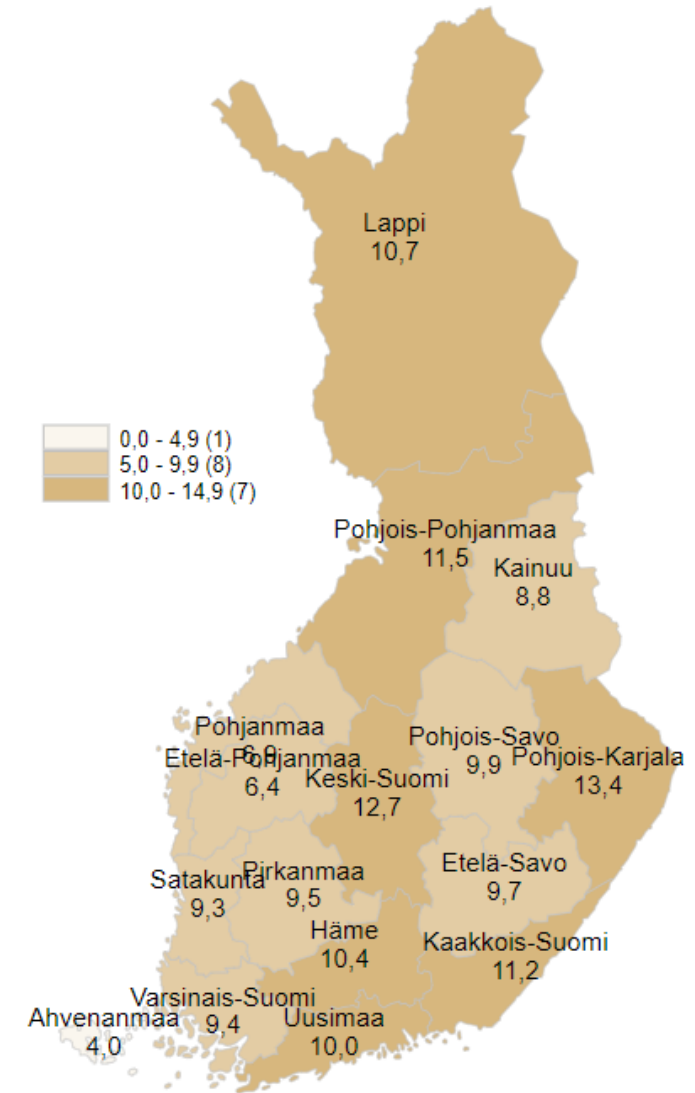 Lappi
10,7
0,0 - 4,9 (1)
5,0 - 9,9 (8)
10,0 - 14,9 (7)
Pohjois-Pohjanmaa
11,5
Kainuu
8,8
Pohjanmaa
6,9
Etelä-Pohjanmaa
6,4
Keski-Suomi
12,7
Pohjois-Savo
9,9
Pohjois-Karjala
13,4
Satakunta
9,3
Pirkanmaa
9,5
Etelä-Savo
9,7
Häme
10,4
Kaakkois-Suomi
11,2
Ahvenanmaa
4,0
Varsinais-Suomi
9,4
Uusimaa
10,0